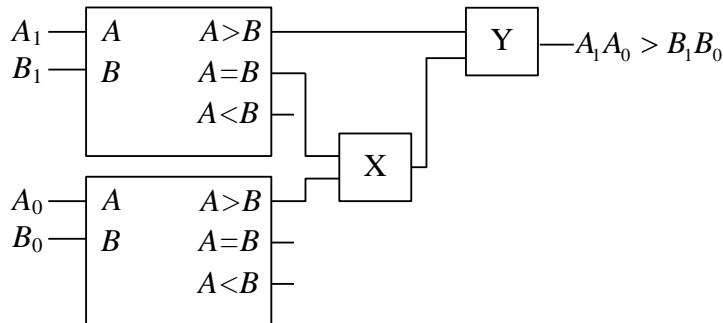 A₁ A A>B Y A₁A₀ > B₁B₀
B₁ B A=B
A<B
X
A₀ A A>B
B₀ B A=B
A<B